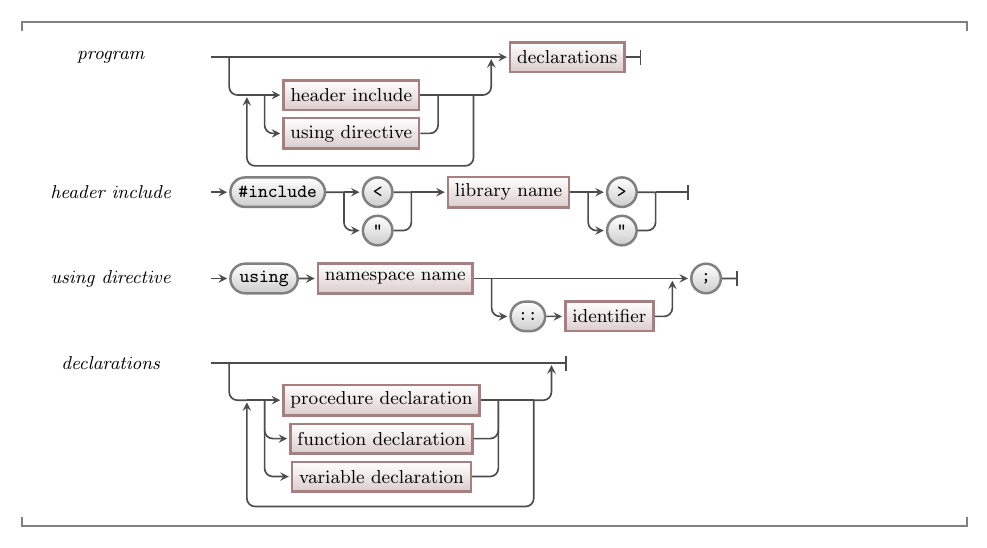 program declarations
header include
using directive
header include #include < library name >
" "
using directive using namespace name ;
:: identifier
declarations
procedure declaration
function declaration
variable declaration